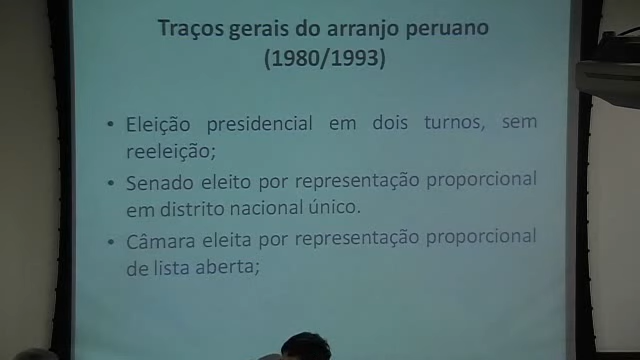 Traços gerais do arranjo peruano
(1980/1993)
• Eleição presidencial em dois turnos, sem
reeleição;
• Senado eleito por representação proporcional
em distrito nacional único.
• Câmara eleita por representação proporcional
de lista aberta;